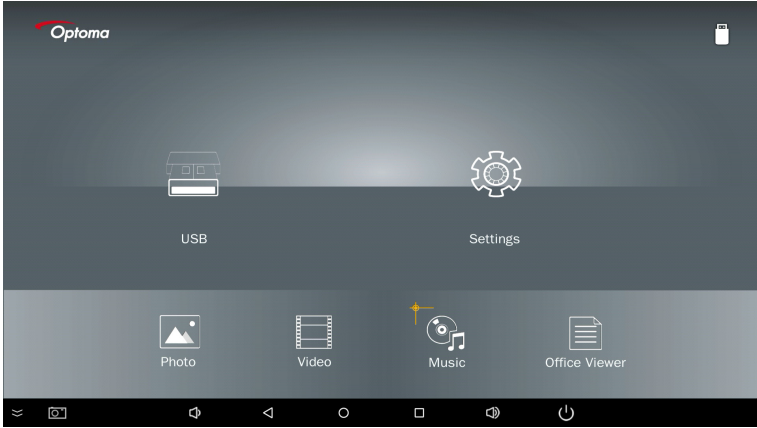 Optoma
USB
Settings
Photo
Video
Music
Office Viewer